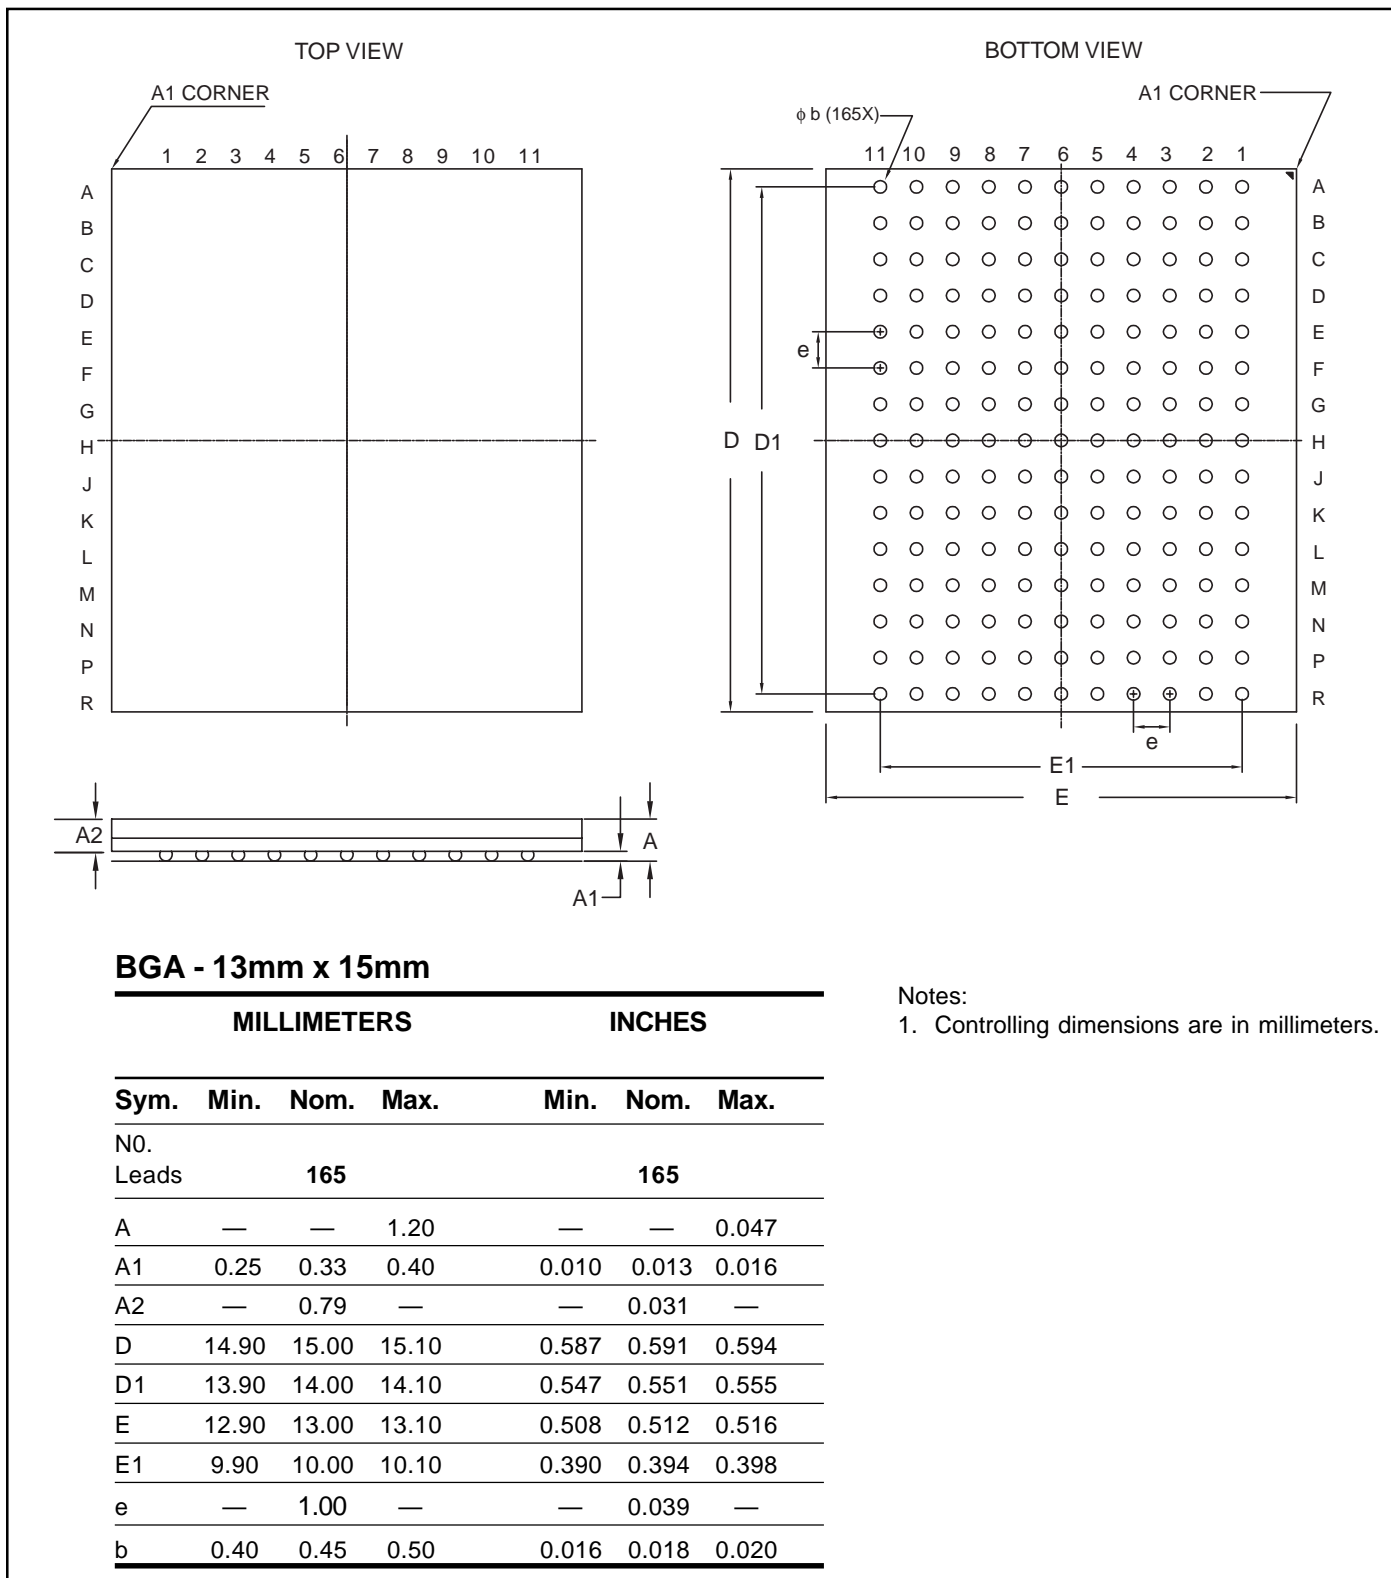 TOP VIEW
A1 CORNER
1 2 3 4 5 6 7 8 9 10 11
A
B
C
D
E
F
G
H
J
K
L
M
N
P
R
BOTTOM VIEW
A1 CORNER
ϕ b (165X)
11 10 9 8 7 6 5 4 3 2 1
A
B
C
D
E
F
G
H
J
K
L
M
N
P
R
e
D D1
e
E1
E
A2
A
A1
BGA - 13mm x 15mm
MILLIMETERS INCHES
Sym. Min. Nom. Max. Min. Nom. Max.
N0.
Leads 165 165
A — — 1.20 — — 0.047
A1 0.25 0.33 0.40 0.010 0.013 0.016
A2 — 0.79 — — 0.031 —
D 14.90 15.00 15.10 0.587 0.591 0.594
D1 13.90 14.00 14.10 0.547 0.551 0.555
E 12.90 13.00 13.10 0.508 0.512 0.516
E1 9.90 10.00 10.10 0.390 0.394 0.398
e — 1.00 — — 0.039 —
b 0.40 0.45 0.50 0.016 0.018 0.020
Notes:
1. Controlling dimensions are in millimeters.